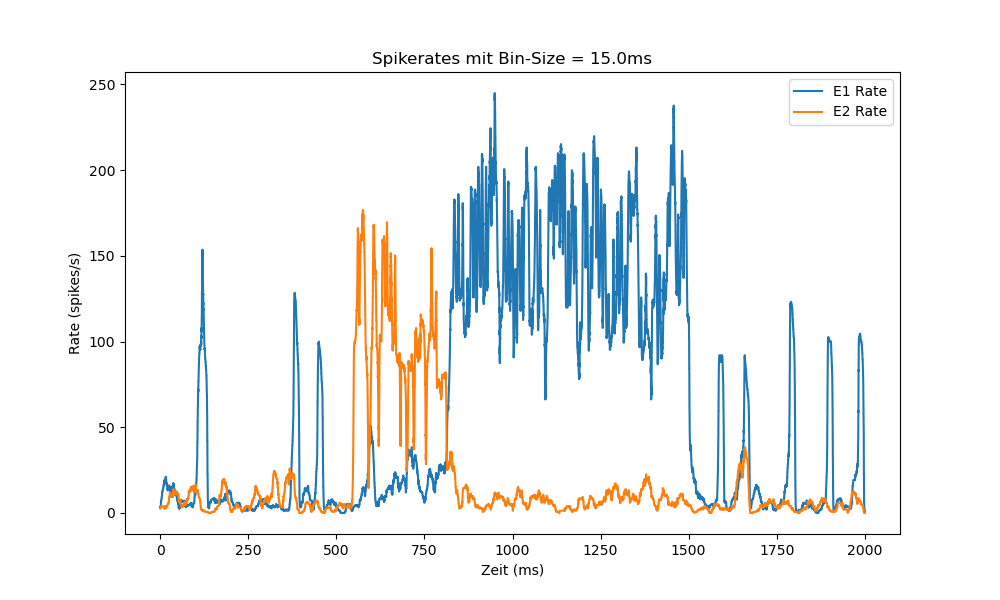 Spikerates mit Bin-Size = 15.0ms
E1 Rate
E2 Rate
250
200
150
100
50
0
Rate (spikes/s)
0 250 500 750 1000 1250 1500 1750 2000
Zeit (ms)